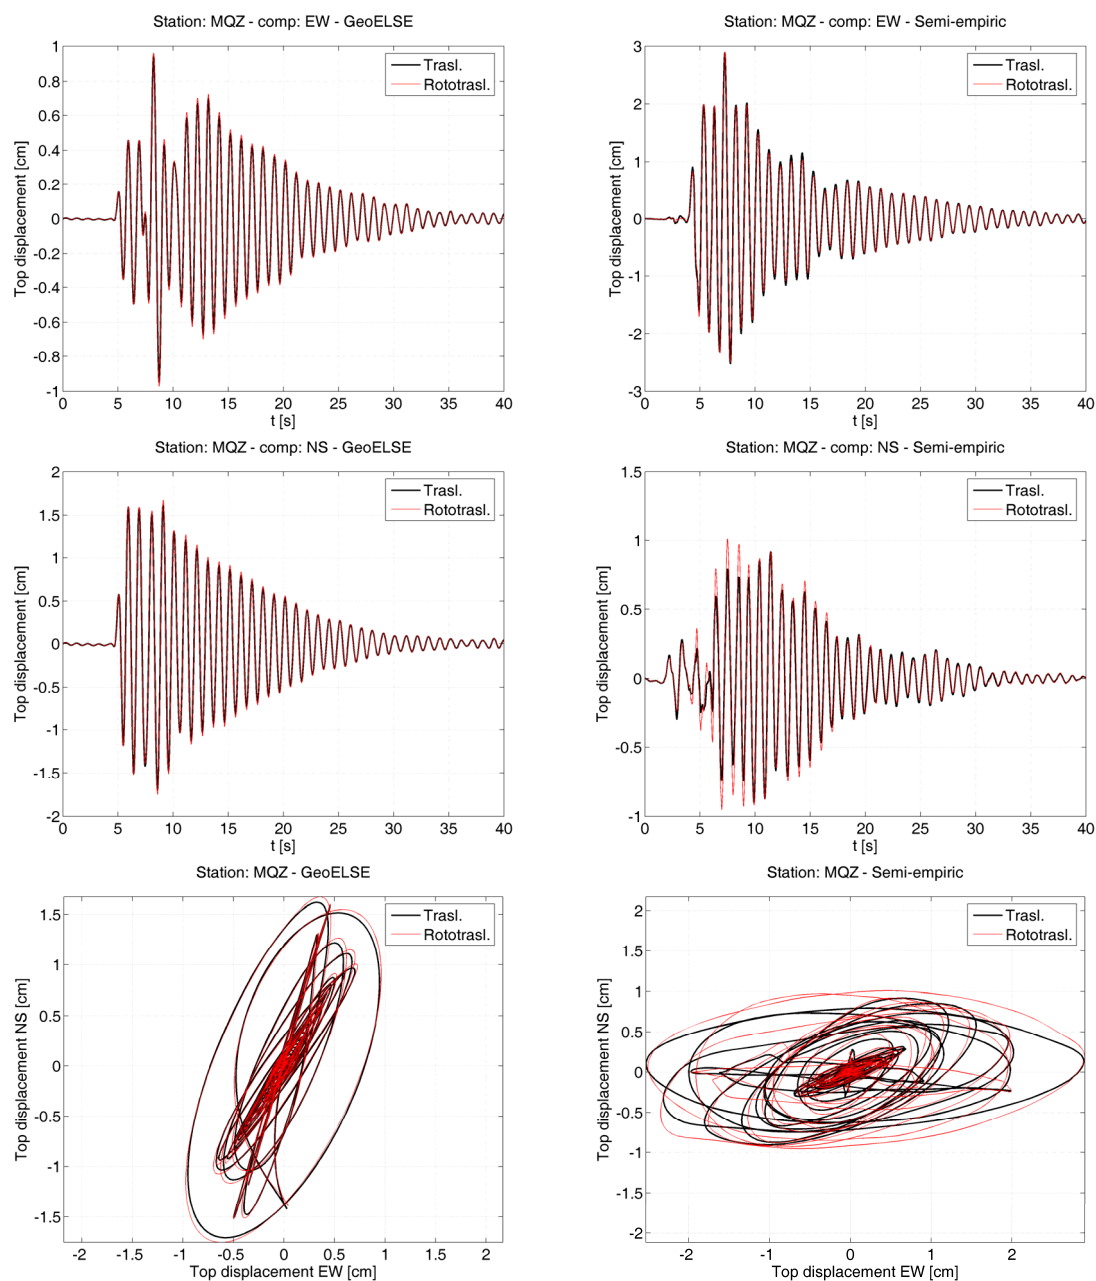 Station: MQZ - comp: EW - GeoELSE
Top displacement [cm]
1
0.8
0.6
0.4
0.2
0
-0.2
-0.4
-0.6
-0.8
-1
Trasl.
Rototrasl.
0 5 10 15 20 25 30 35 40
t [s]
Station: MQZ - comp: EW - Semi-empiric
Top displacement [cm]
3
2
1
0
-1
-2
-3
Trasl.
Rototrasl.
0 5 10 15 20 25 30 35 40
t [s]
Station: MQZ - comp: NS - GeoELSE
Top displacement [cm]
2
1.5
1
0.5
0
-0.5
-1
-1.5
-2
Trasl.
Rototrasl.
0 5 10 15 20 25 30 35 40
t [s]
Station: MQZ - comp: NS - Semi-empiric
Top displacement [cm]
1.5
1
0.5
0
-0.5
-1
Trasl.
Rototrasl.
0 5 10 15 20 25 30 35 40
t [s]
Station: MQZ - GeoELSE
Top displacement NS [cm]
1.5
1
0.5
0
-0.5
-1
-1.5
Trasl.
Rototrasl.
-2 -1 -0.5 0 0.5 1 2
Top displacement EW [cm]
Station: MQZ - Semi-empiric
Top displacement NS [cm]
2
1.5
1
0.5
0
-0.5
-1
-1.5
-2
Trasl.
Rototrasl.
-2 -1 0 1 2
Top displacement EW [cm]